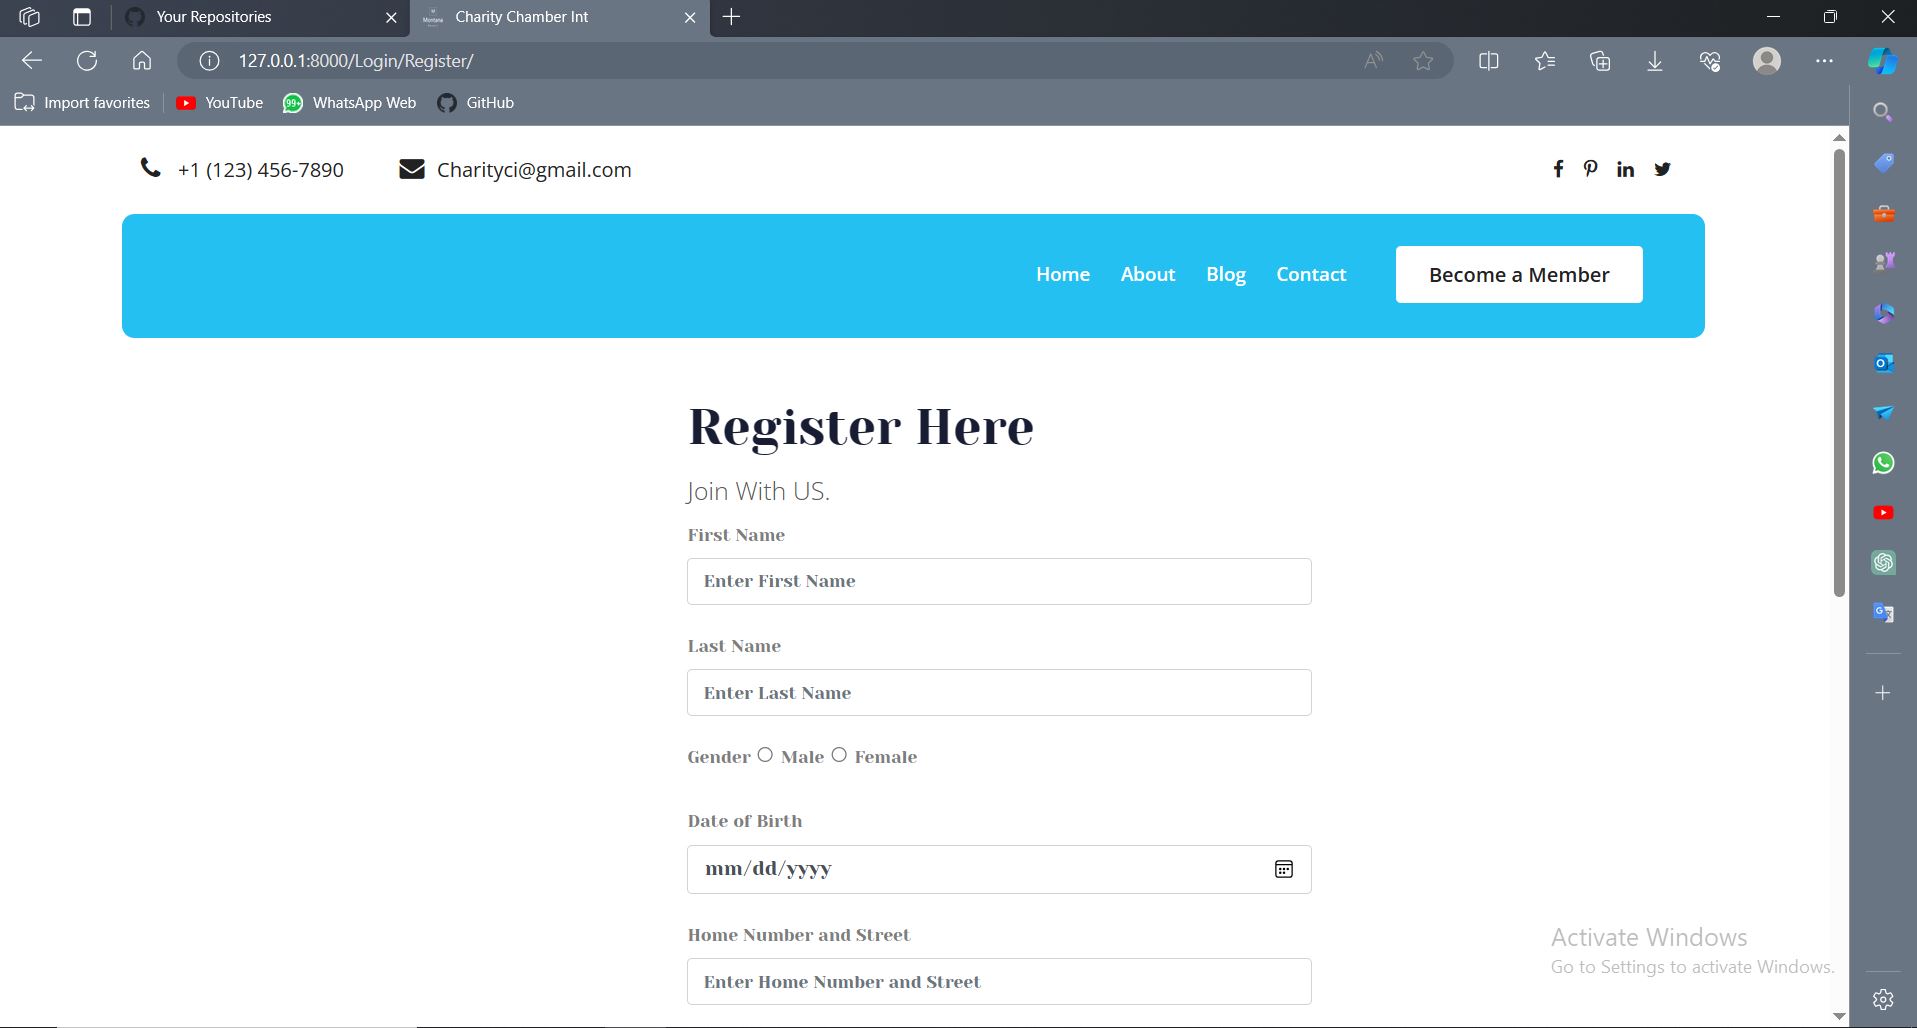 Your Repositories
Charity Chamber Int
127.0.0.1:8000/Login/Register/
Import favorites
YouTube
99+
WhatsApp Web
GitHub
+1 (123) 456-7890
Charityci@gmail.com
Home
About
Blog
Contact
Become a Member
Register Here
Join With US.
First Name
Enter First Name
Last Name
Enter Last Name
Gender Male Female
Date of Birth
mm/dd/yyyy
Home Number and Street
Enter Home Number and Street
Activate Windows
Go to Settings to activate Windows.